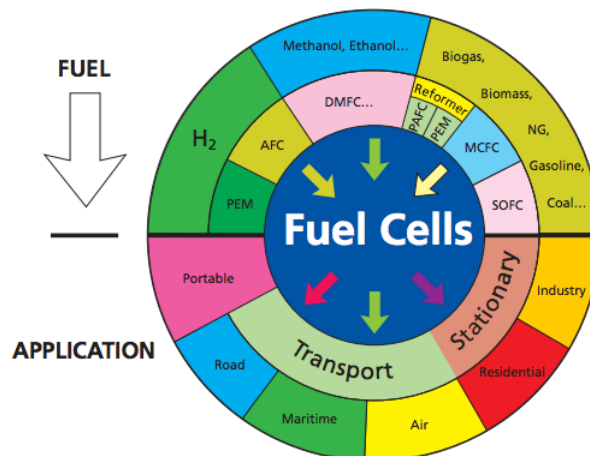 FUEL
H2
Methanol, Ethanol...
Biogas,
Biomass,
NG,
Gasoline,
Coal...
PEM
AFC
DMFC...
Reformer
PAFC
PEM
MCFC
SOFC
Fuel Cells
APPLICATION
Portable
Transport
Stationary
Road
Maritime
Air
Residential
Industry